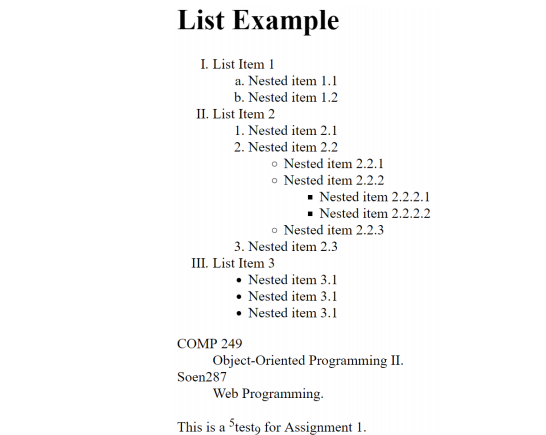 List Example
I. List Item 1
a. Nested item 1.1
b. Nested item 1.2
II. List Item 2
1. Nested item 2.1
2. Nested item 2.2
○ Nested item 2.2.1
○ Nested item 2.2.2
■ Nested item 2.2.2.1
■ Nested item 2.2.2.2
○ Nested item 2.2.3
3. Nested item 2.3
III. List Item 3
• Nested item 3.1
• Nested item 3.1
• Nested item 3.1
COMP 249
Object-Oriented Programming II.
Soen287
Web Programming.
This is a ⁵test₉ for Assignment 1.